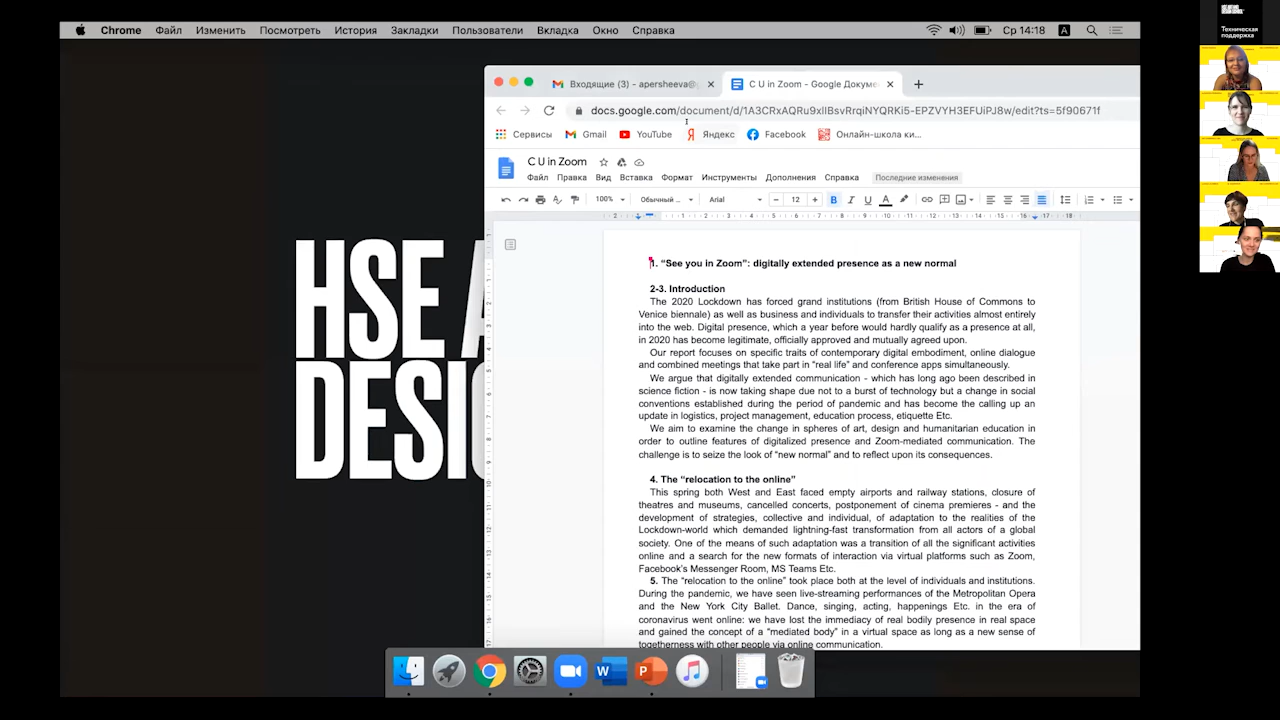 Chrome Файл Изменить Посмотреть История Закладки Пользователи Вкладка Окно Справка Ср 14:18 A
HSE A
DESIG
Входящие (3) - apersheeva@ C U in Zoom - Google Докуме
docs.google.com/document/d/1A3CRxAQRu9xIIBsvRrqiNYQRKi5-EPZVYH3EFUiPJ8w/edit?ts=5f90671f
Сервисы Gmail YouTube Яндекс Facebook Онлайн-школа ки...
C U in Zoom
Файл Правка Вид Вставка Формат Инструменты Дополнения Справка Последние изменения
100% Обычный ... Arial 12 B I U A
2 1 1 2 3 4 5 6 7 8 9 10 11 12 13 14 15 16 17 18
1. “See you in Zoom”: digitally extended presence as a new normal
2-3. Introduction
The 2020 Lockdown has forced grand institutions (from British House of Commons to
Venice biennale) as well as business and individuals to transfer their activities almost entirely
into the web. Digital presence, which a year before would hardly qualify as a presence at all,
in 2020 has become legitimate, officially approved and mutually agreed upon.
Our report focuses on specific traits of contemporary digital embodiment, online dialogue
and combined meetings that take part in “real life” and conference apps simultaneously.
We argue that digitally extended communication - which has long ago been described in
science fiction - is now taking shape due not to a burst of technology but a change in social
conventions established during the period of pandemic and has become the calling up an
update in logistics, project management, education process, etiquette Etc.
We aim to examine the change in spheres of art, design and humanitarian education in
order to outline features of digitalized presence and Zoom-mediated communication. The
challenge is to seize the look of “new normal” and to reflect upon its consequences.
4. The “relocation to the online”
This spring both West and East faced empty airports and railway stations, closure of
theatres and museums, cancelled concerts, postponement of cinema premieres - and the
development of strategies, collective and individual, of adaptation to the realities of the
Lockdown-world which demanded lightning-fast transformation from all actors of a global
society. One of the means of such adaptation was a transition of all the significant activities
online and a search for the new formats of interaction via virtual platforms such as Zoom,
Facebook’s Messenger Room, MS Teams Etc.
5. The “relocation to the online” took place both at the level of individuals and institutions.
During the pandemic, we have seen live-streaming performances of the Metropolitan Opera
and the New York City Ballet. Dance, singing, acting, happenings Etc. in the era of
coronavirus went online: we have lost the immediacy of real bodily presence in real space
and gained the concept of a “mediated body” in a virtual space as long as a new sense of
togetherness with other people via online communication.
Техническая
поддержка